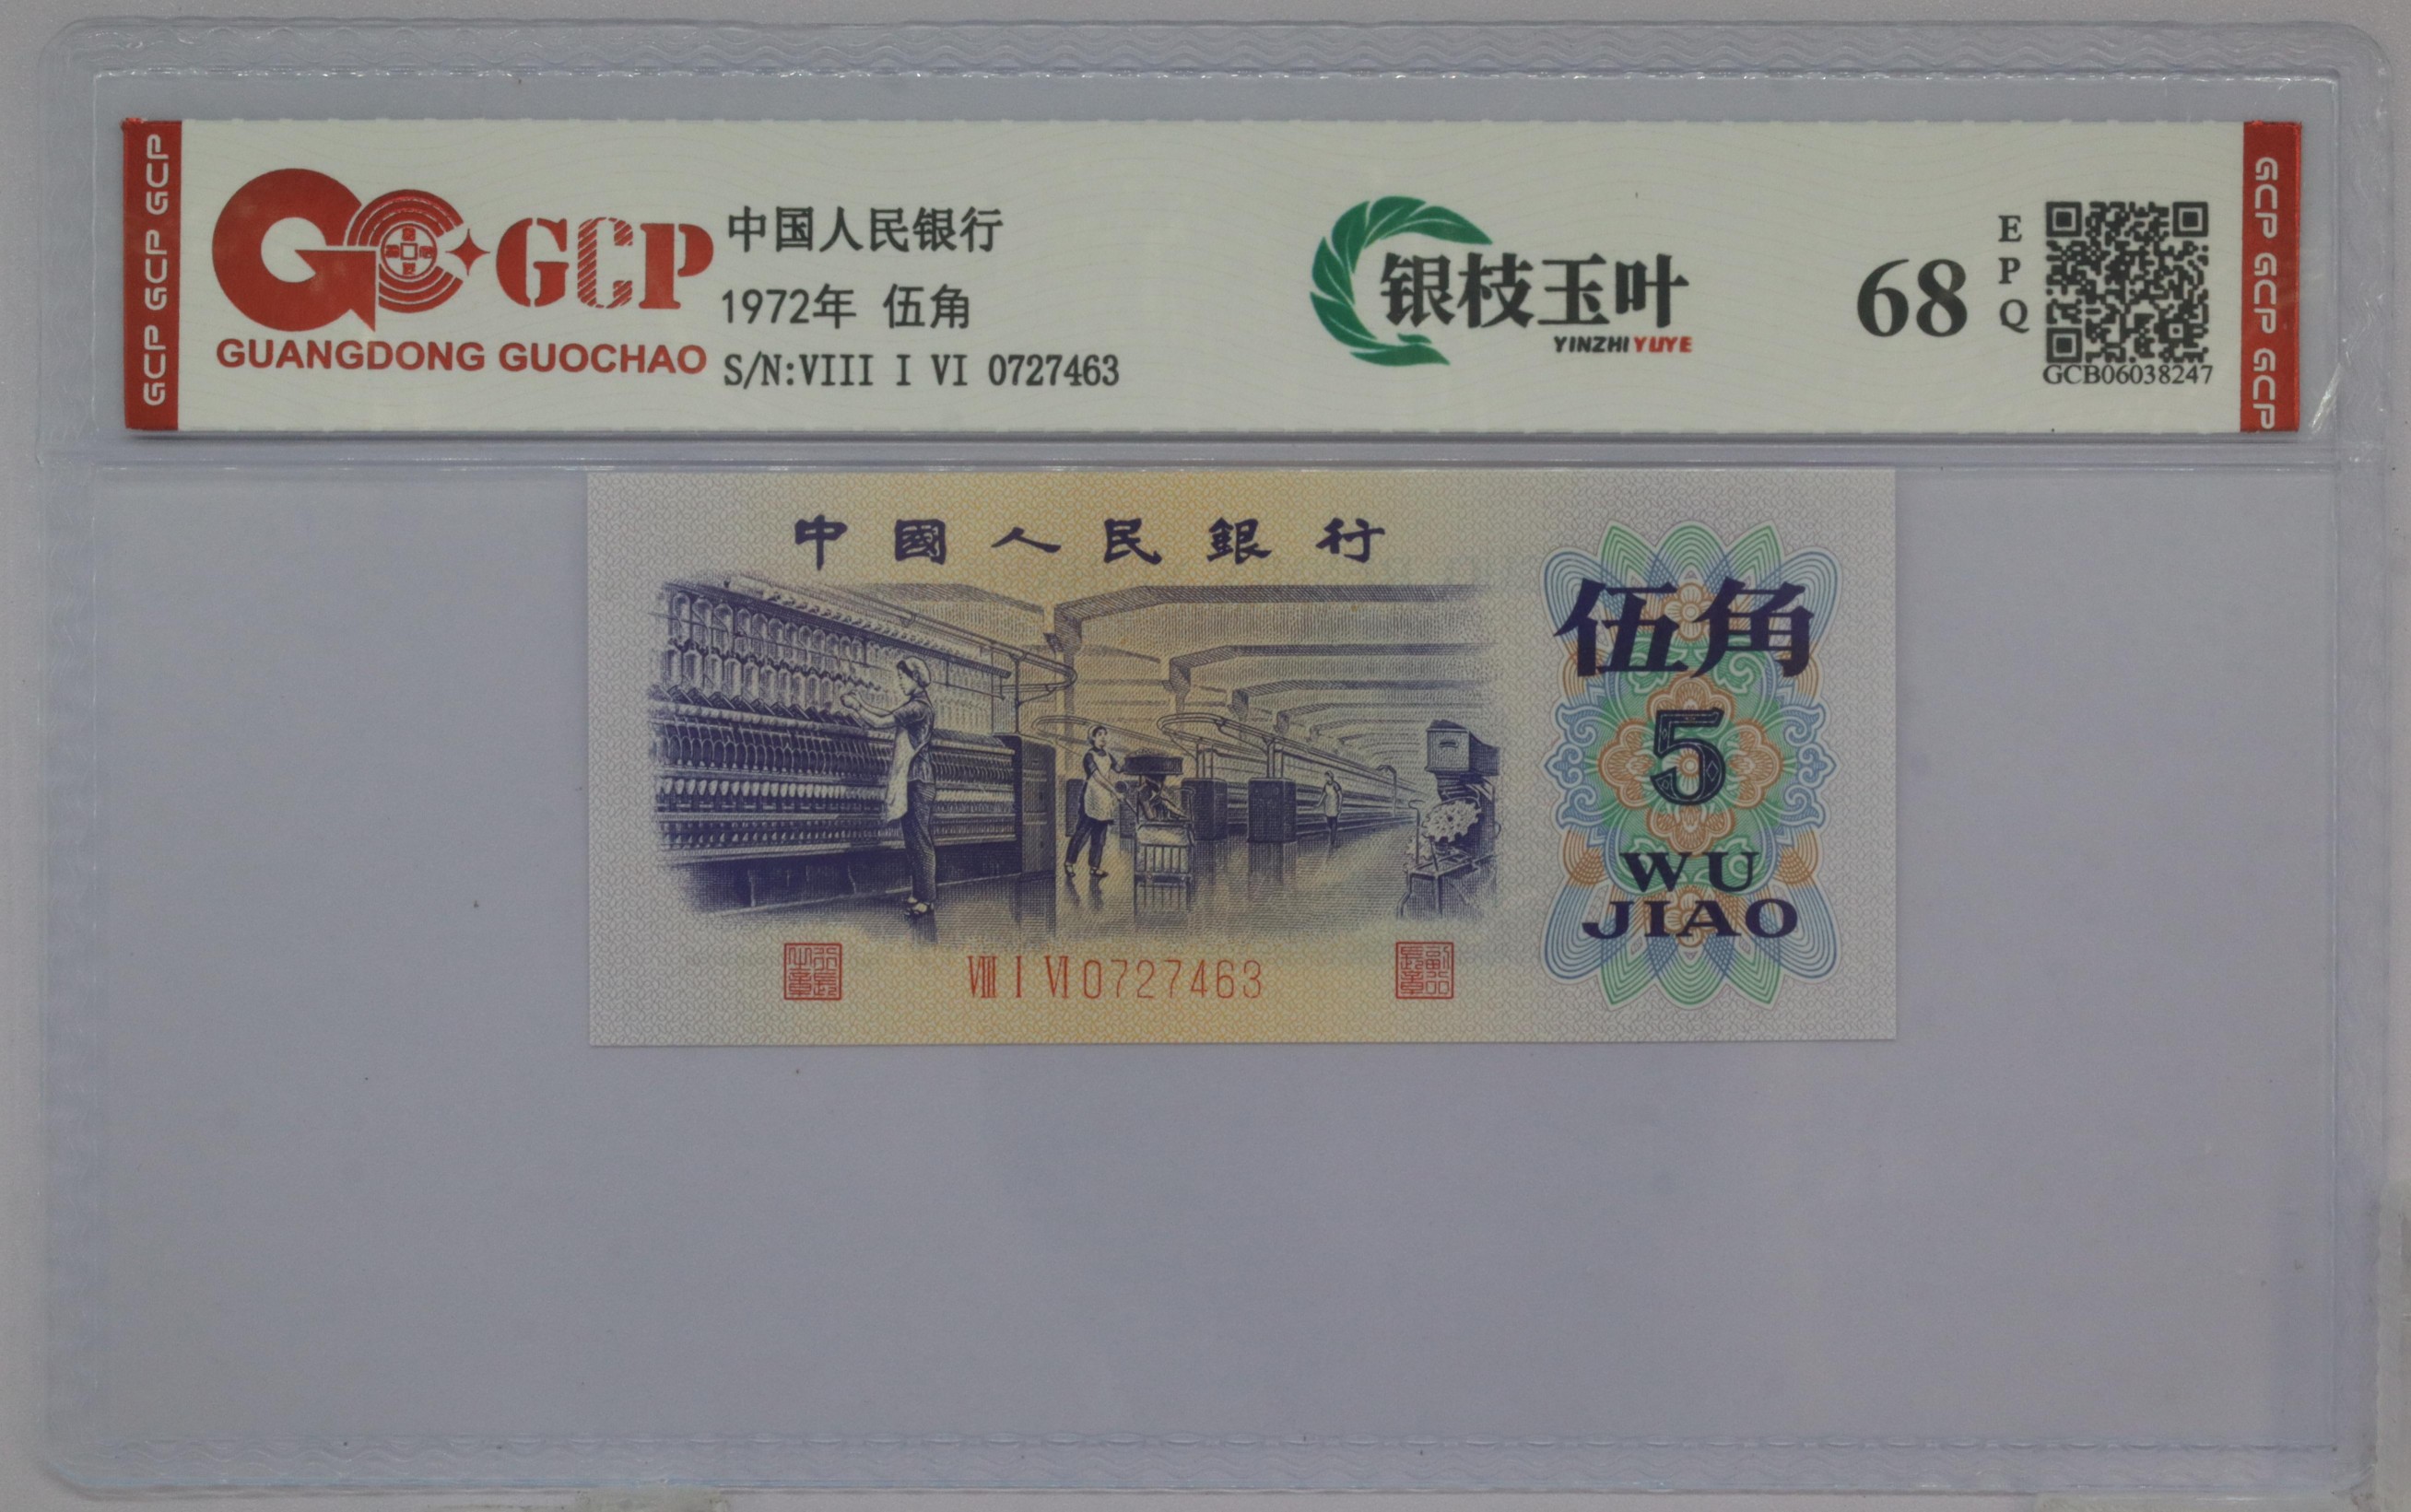 GCP GCP GCP
GCP
GUANGDONG GUOCHAO
中国人民银行
1972年 伍角
S/N:VIII I VI 0727463
银枝玉叶
YINZHI YUYE
68
EPQ
GCB06038247
GCP GCP GCP
中國人民銀行
伍角
5
WU
JIAO
VIII I VI 0727463